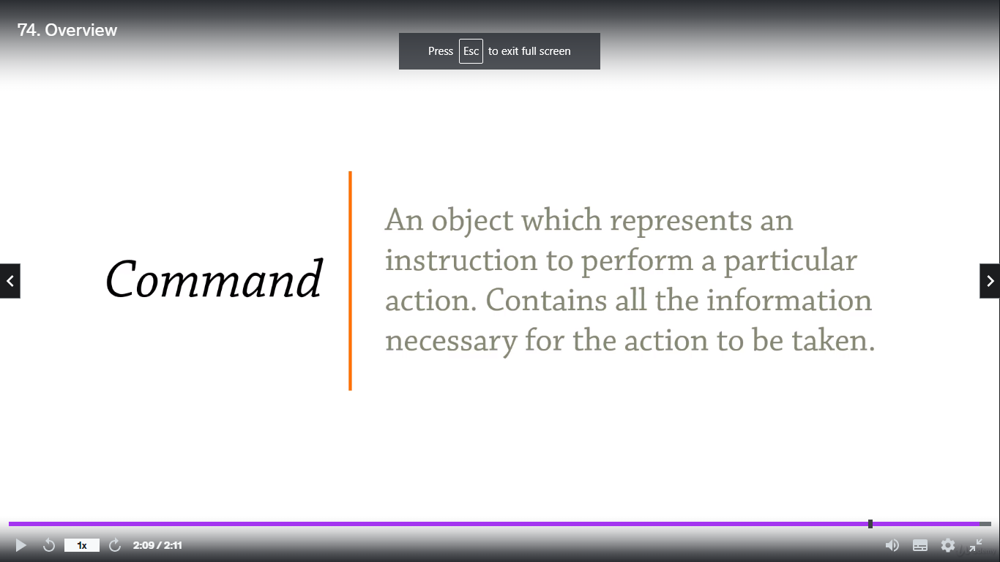 74. Overview
Press Esc to exit full screen
An object which represents an
instruction to perform a particular
Command
action. Contains all the information
necessary for the action to be taken.
1x
2:09 / 2:11